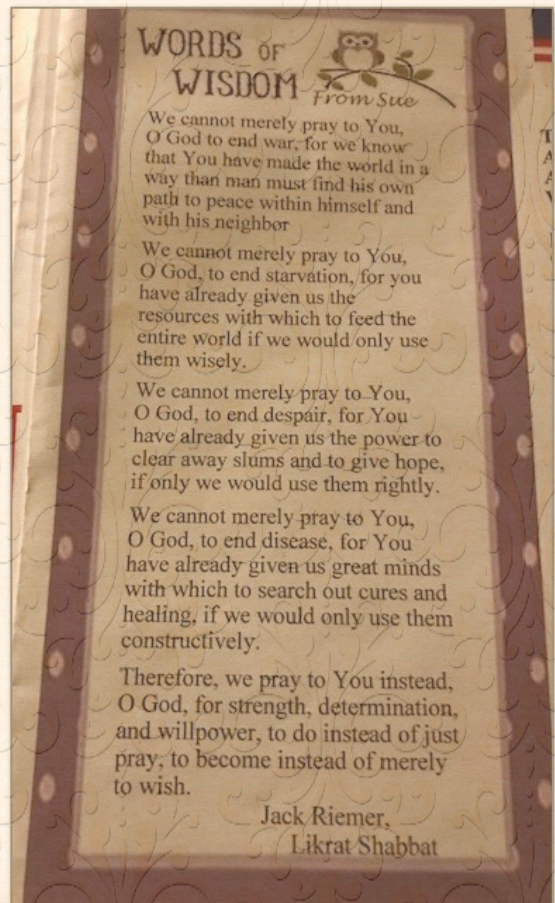 WORDS OF
WISDOM
From Sue
We cannot merely pray to You,
O God to end war, for we know
that You have made the world in a
way than man must find his own
path to peace within himself and
with his neighbor
We cannot merely pray to You,
O God, to end starvation, for you
have already given us the
resources with which to feed the
entire world if we would only use
them wisely.
We cannot merely pray to You,
O God, to end despair, for You
have already given us the power to
clear away slums and to give hope,
if only we would use them rightly.
We cannot merely pray to You,
O God, to end disease, for You
have already given us great minds
with which to search out cures and
healing, if we would only use them
constructively.
Therefore, we pray to You instead,
O God, for strength, determination,
and willpower, to do instead of just
pray, to become instead of merely
to wish.
Jack Riemer,
Likrat Shabbat